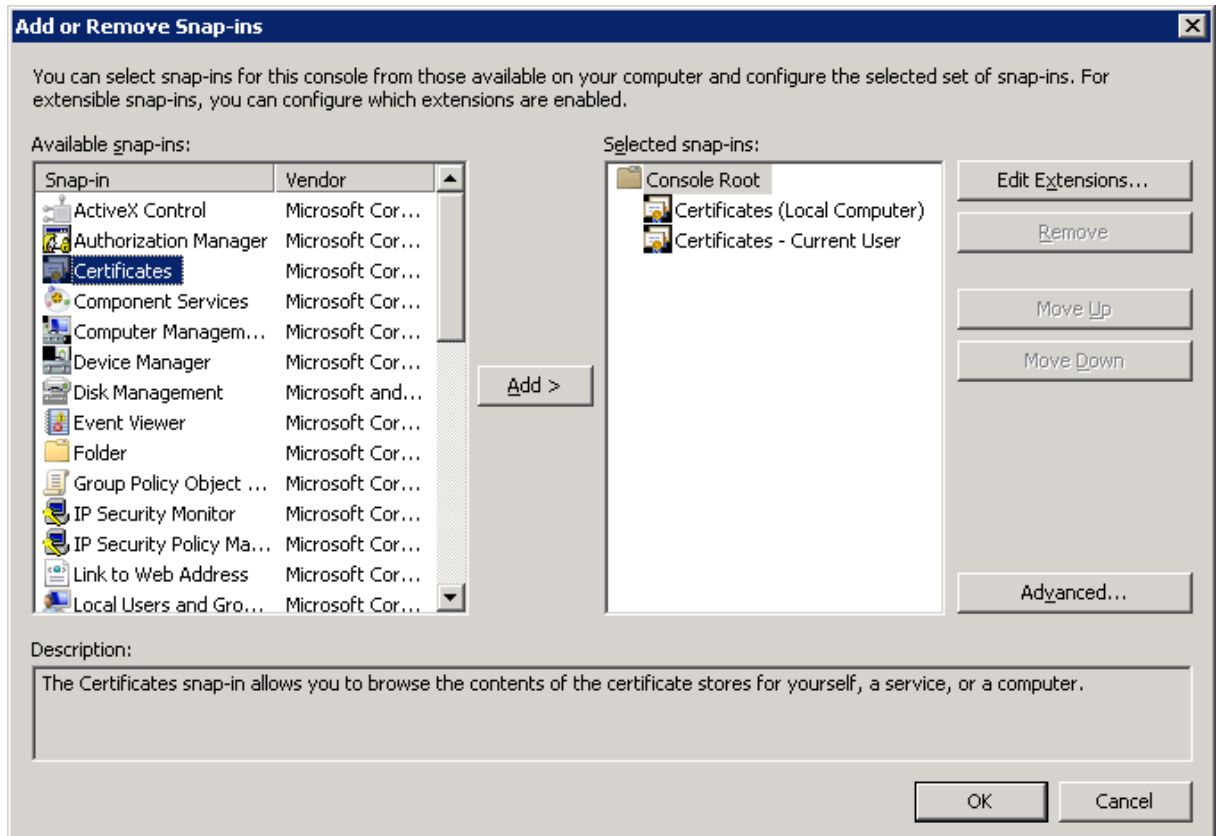 Add or Remove Snap-ins
You can select snap-ins for this console from those available on your computer and configure the selected set of snap-ins. For
extensible snap-ins, you can configure which extensions are enabled.
Available snap-ins:
Snap-in Vendor
ActiveX Control Microsoft Cor...
Authorization Manager Microsoft Cor...
Certificates Microsoft Cor...
Component Services Microsoft Cor...
Computer Managem... Microsoft Cor...
Device Manager Microsoft Cor...
Disk Management Microsoft and...
Event Viewer Microsoft Cor...
Folder Microsoft Cor...
Group Policy Object ... Microsoft Cor...
IP Security Monitor Microsoft Cor...
IP Security Policy Ma... Microsoft Cor...
Link to Web Address Microsoft Cor...
Local Users and Gro... Microsoft Cor...
Add >
Selected snap-ins:
Console Root
Certificates (Local Computer)
Certificates - Current User
Edit Extensions...
Remove
Move Up
Move Down
Advanced...
Description:
The Certificates snap-in allows you to browse the contents of the certificate stores for yourself, a service, or a computer.
OK
Cancel